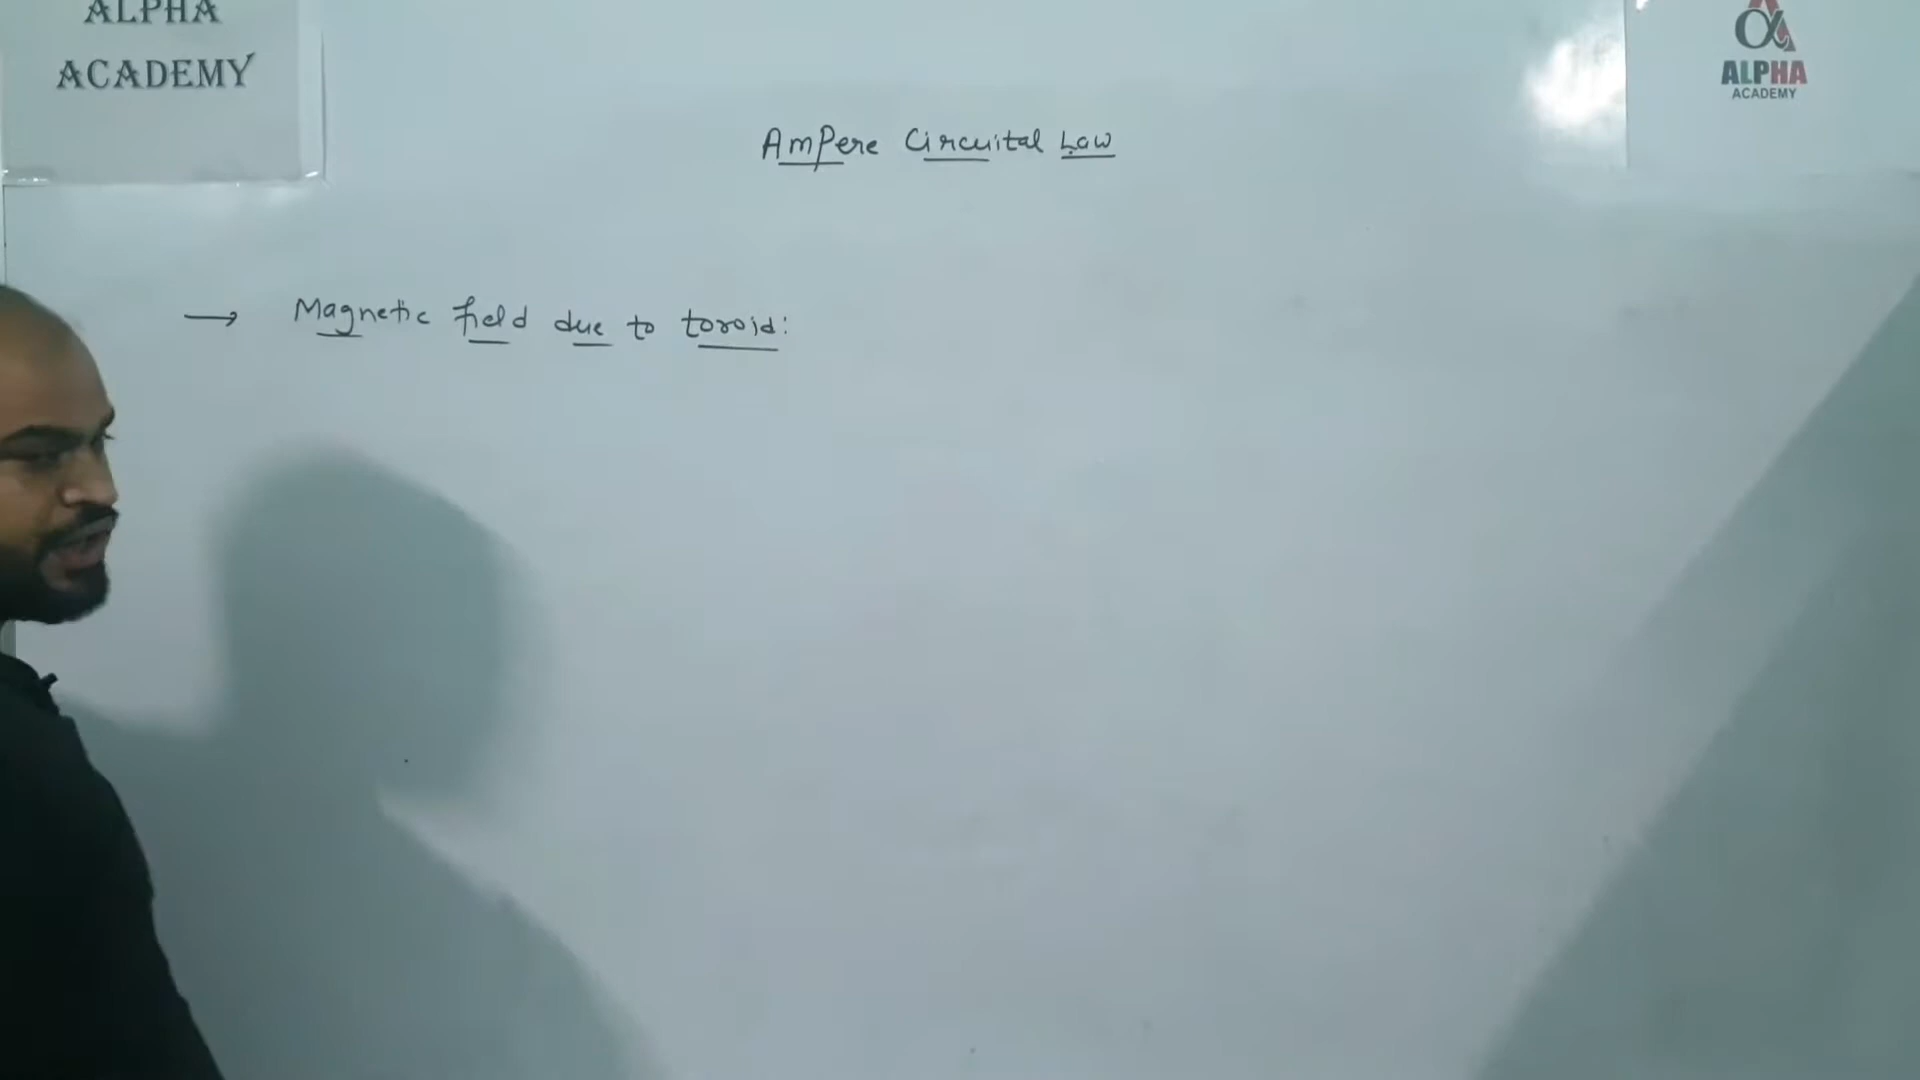 ALPHA
ACADEMY
ALPHA
ACADEMY
AmPere Circuital Law
→ Magnetic field due to toroid: